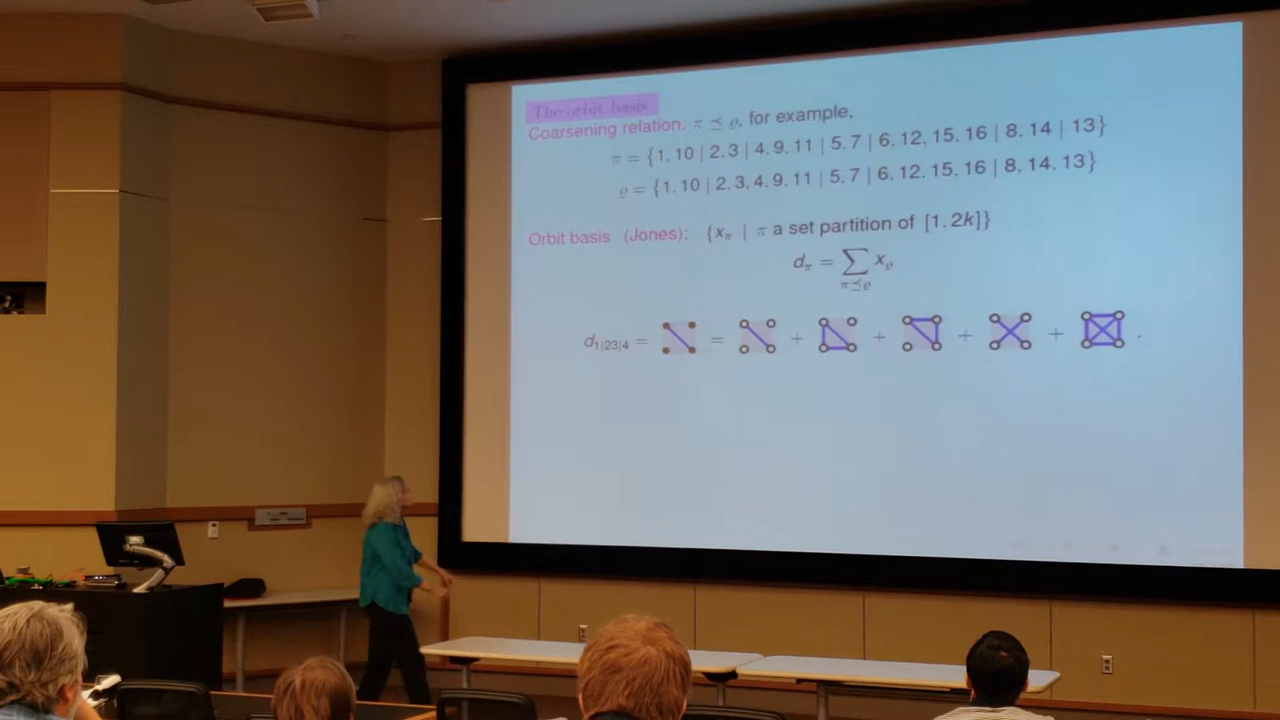 The orbit basis
Coarsening relation: π ⪯ ϱ, for example,
π = {1, 10 | 2, 3 | 4, 9, 11 | 5, 7 | 6, 12, 15, 16 | 8, 14 | 13}
ϱ = {1, 10 | 2, 3, 4, 9, 11 | 5, 7 | 6, 12, 15, 16 | 8, 14, 13}
Orbit basis (Jones): {x_π | π a set partition of [1, 2k]}
d_π = ∑ x_ϱ
π⪯ϱ
d_1|23|4 = = + + + + .